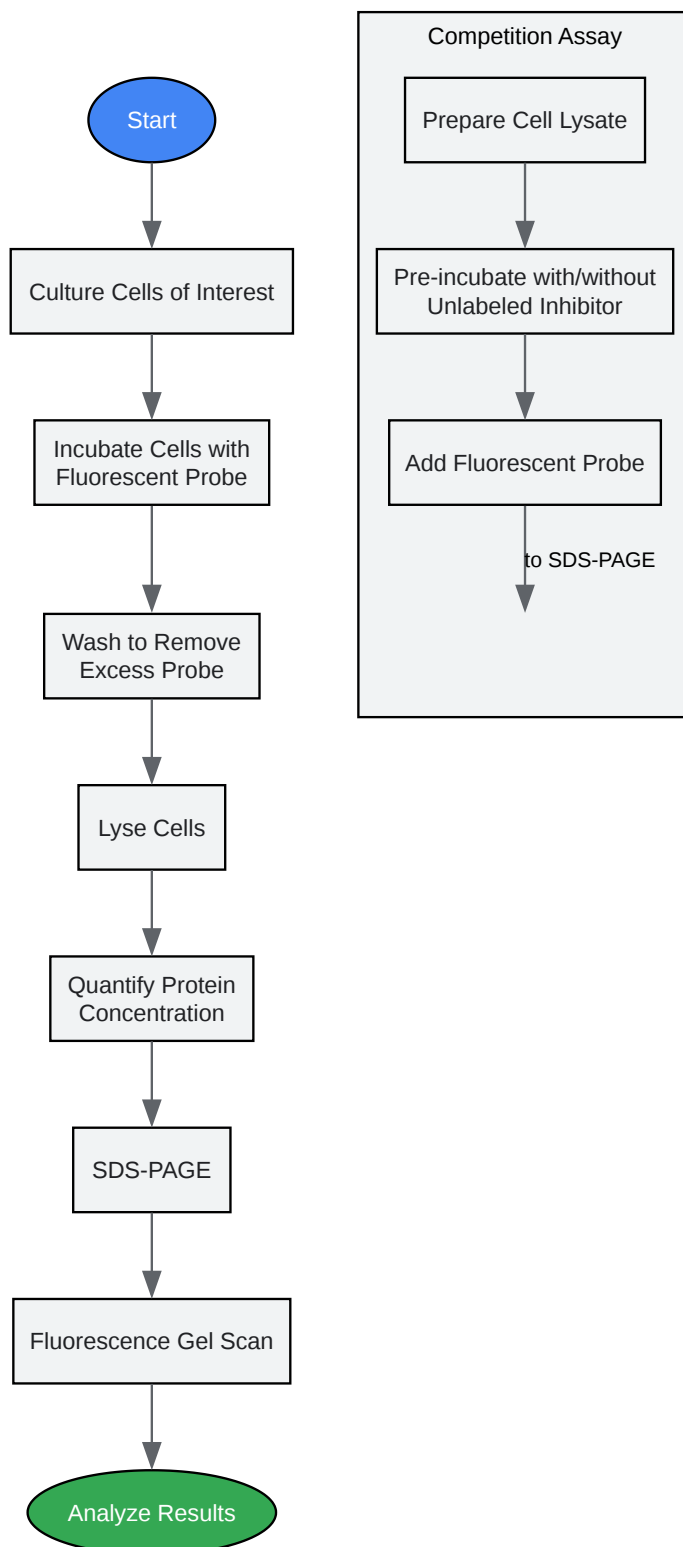 Start
Culture Cells of Interest
Incubate Cells with
Fluorescent Probe
Wash to Remove
Excess Probe
Lyse Cells
Quantify Protein
Concentration
SDS-PAGE
Fluorescence Gel Scan
Analyze Results
Competition Assay
Prepare Cell Lysate
Pre-incubate with/without
Unlabeled Inhibitor
Add Fluorescent Probe
to SDS-PAGE